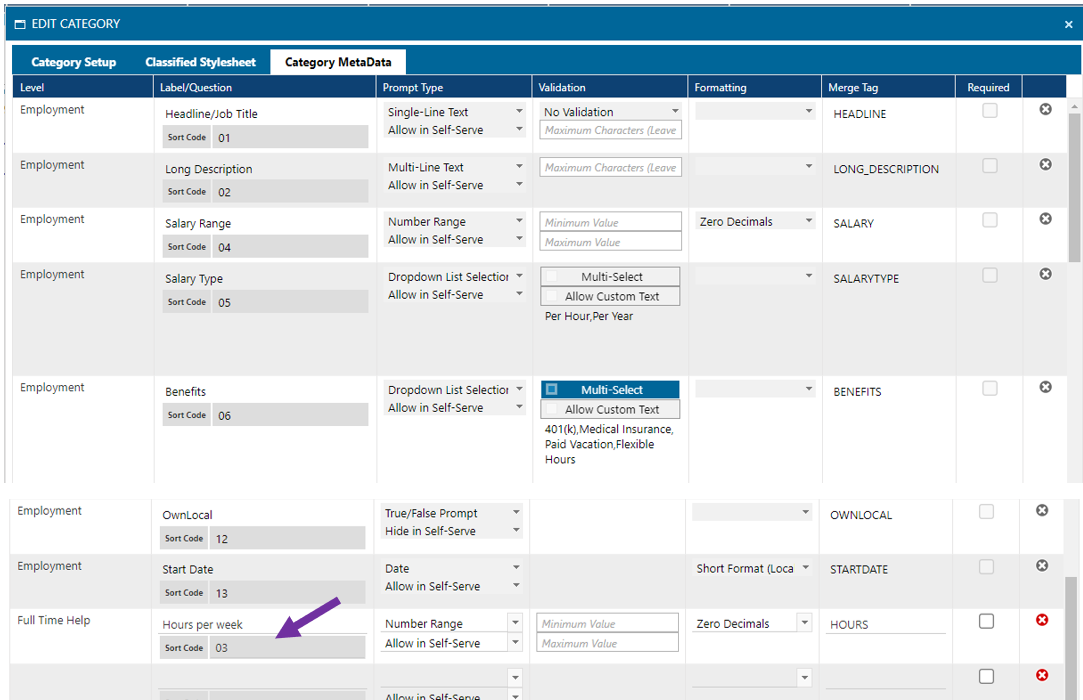 EDIT CATEGORY
Category Setup Classified Stylesheet Category MetaData
Level Label/Question Prompt Type Validation Formatting Merge Tag Required
Employment Headline/Job Title Single-Line Text No Validation HEADLINE
Sort Code 01 Allow in Self-Serve Maximum Characters (Leave
Employment Long Description Multi-Line Text Maximum Characters (Leave LONG_DESCRIPTION
Sort Code 02 Allow in Self-Serve
Employment Salary Range Number Range Minimum Value Zero Decimals SALARY
Sort Code 04 Allow in Self-Serve Maximum Value
Employment Salary Type Dropdown List Selection Multi-Select SALARYTYPE
Sort Code 05 Allow in Self-Serve Allow Custom Text
Per Hour,Per Year
Employment Benefits Dropdown List Selection Multi-Select BENEFITS
Sort Code 06 Allow in Self-Serve Allow Custom Text
401(k),Medical Insurance,
Paid Vacation,Flexible
Hours
Employment OwnLocal True/False Prompt OWNLOCAL
Sort Code 12 Hide in Self-Serve
Employment Start Date Date Short Format (Loca STARTDATE
Sort Code 13 Allow in Self-Serve
Full Time Help Hours per week Number Range Minimum Value Zero Decimals HOURS
Sort Code 03 Allow in Self-Serve Maximum Value
Allow in Self-Serve